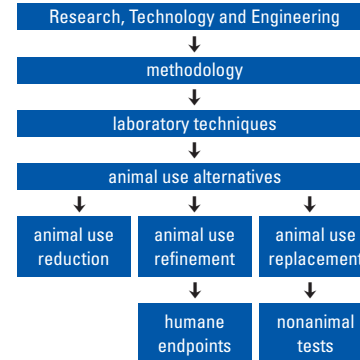 Research, Technology and Engineering
methodology
laboratory techniques
animal use alternatives
animal use
reduction
animal use
refinement
animal use
replacement
humane
endpoints
nonanimal
tests